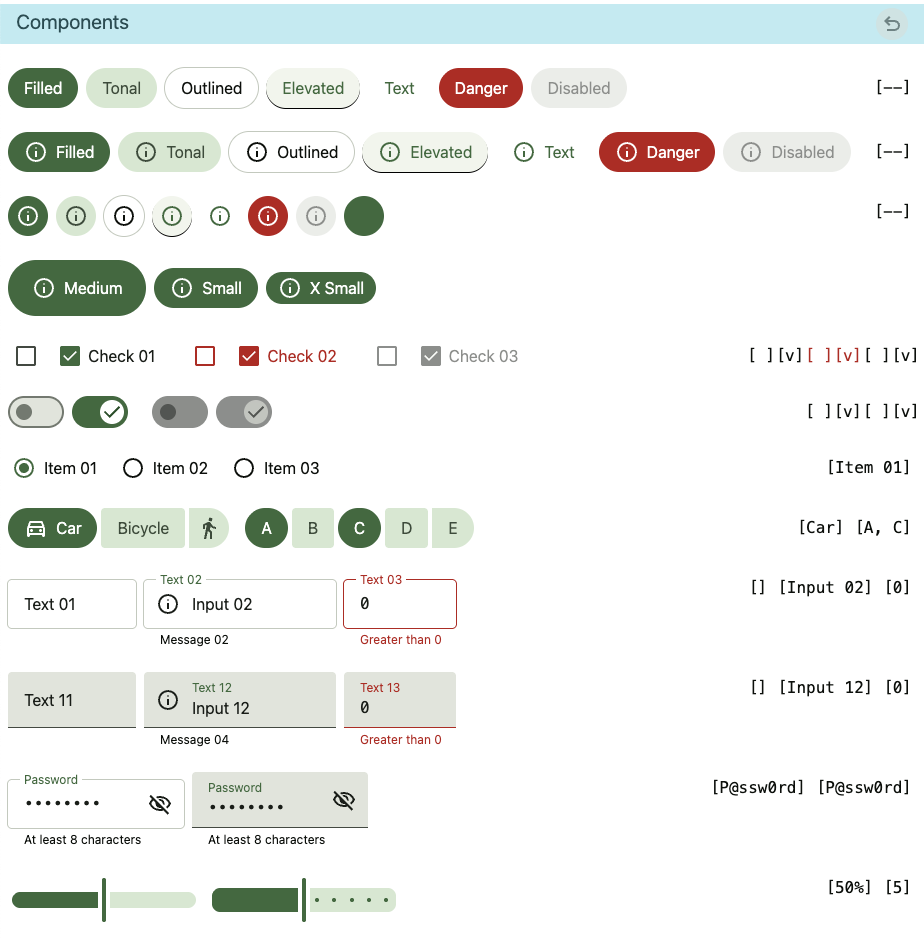 Components
Filled Tonal Outlined Elevated Text Danger Disabled [--]
Filled Tonal Outlined Elevated Text Danger Disabled [--]
[--]
Medium Small X Small
Check 01 Check 02 Check 03 [ ][v][ ][v][ ][v]
[ ][v][ ][v]
Item 01 Item 02 Item 03 [Item 01]
Car Bicycle A B C D E [Car] [A, C]
Text 02 Text 03
Text 01 Input 02 0 [] [Input 02] [0]
Message 02 Greater than 0
Text 12 Text 13
Text 11 Input 12 0 [] [Input 12] [0]
Message 04 Greater than 0
Password Password
•••••••• •••••••• [P@ssw0rd] [P@ssw0rd]
At least 8 characters At least 8 characters
[50%] [5]